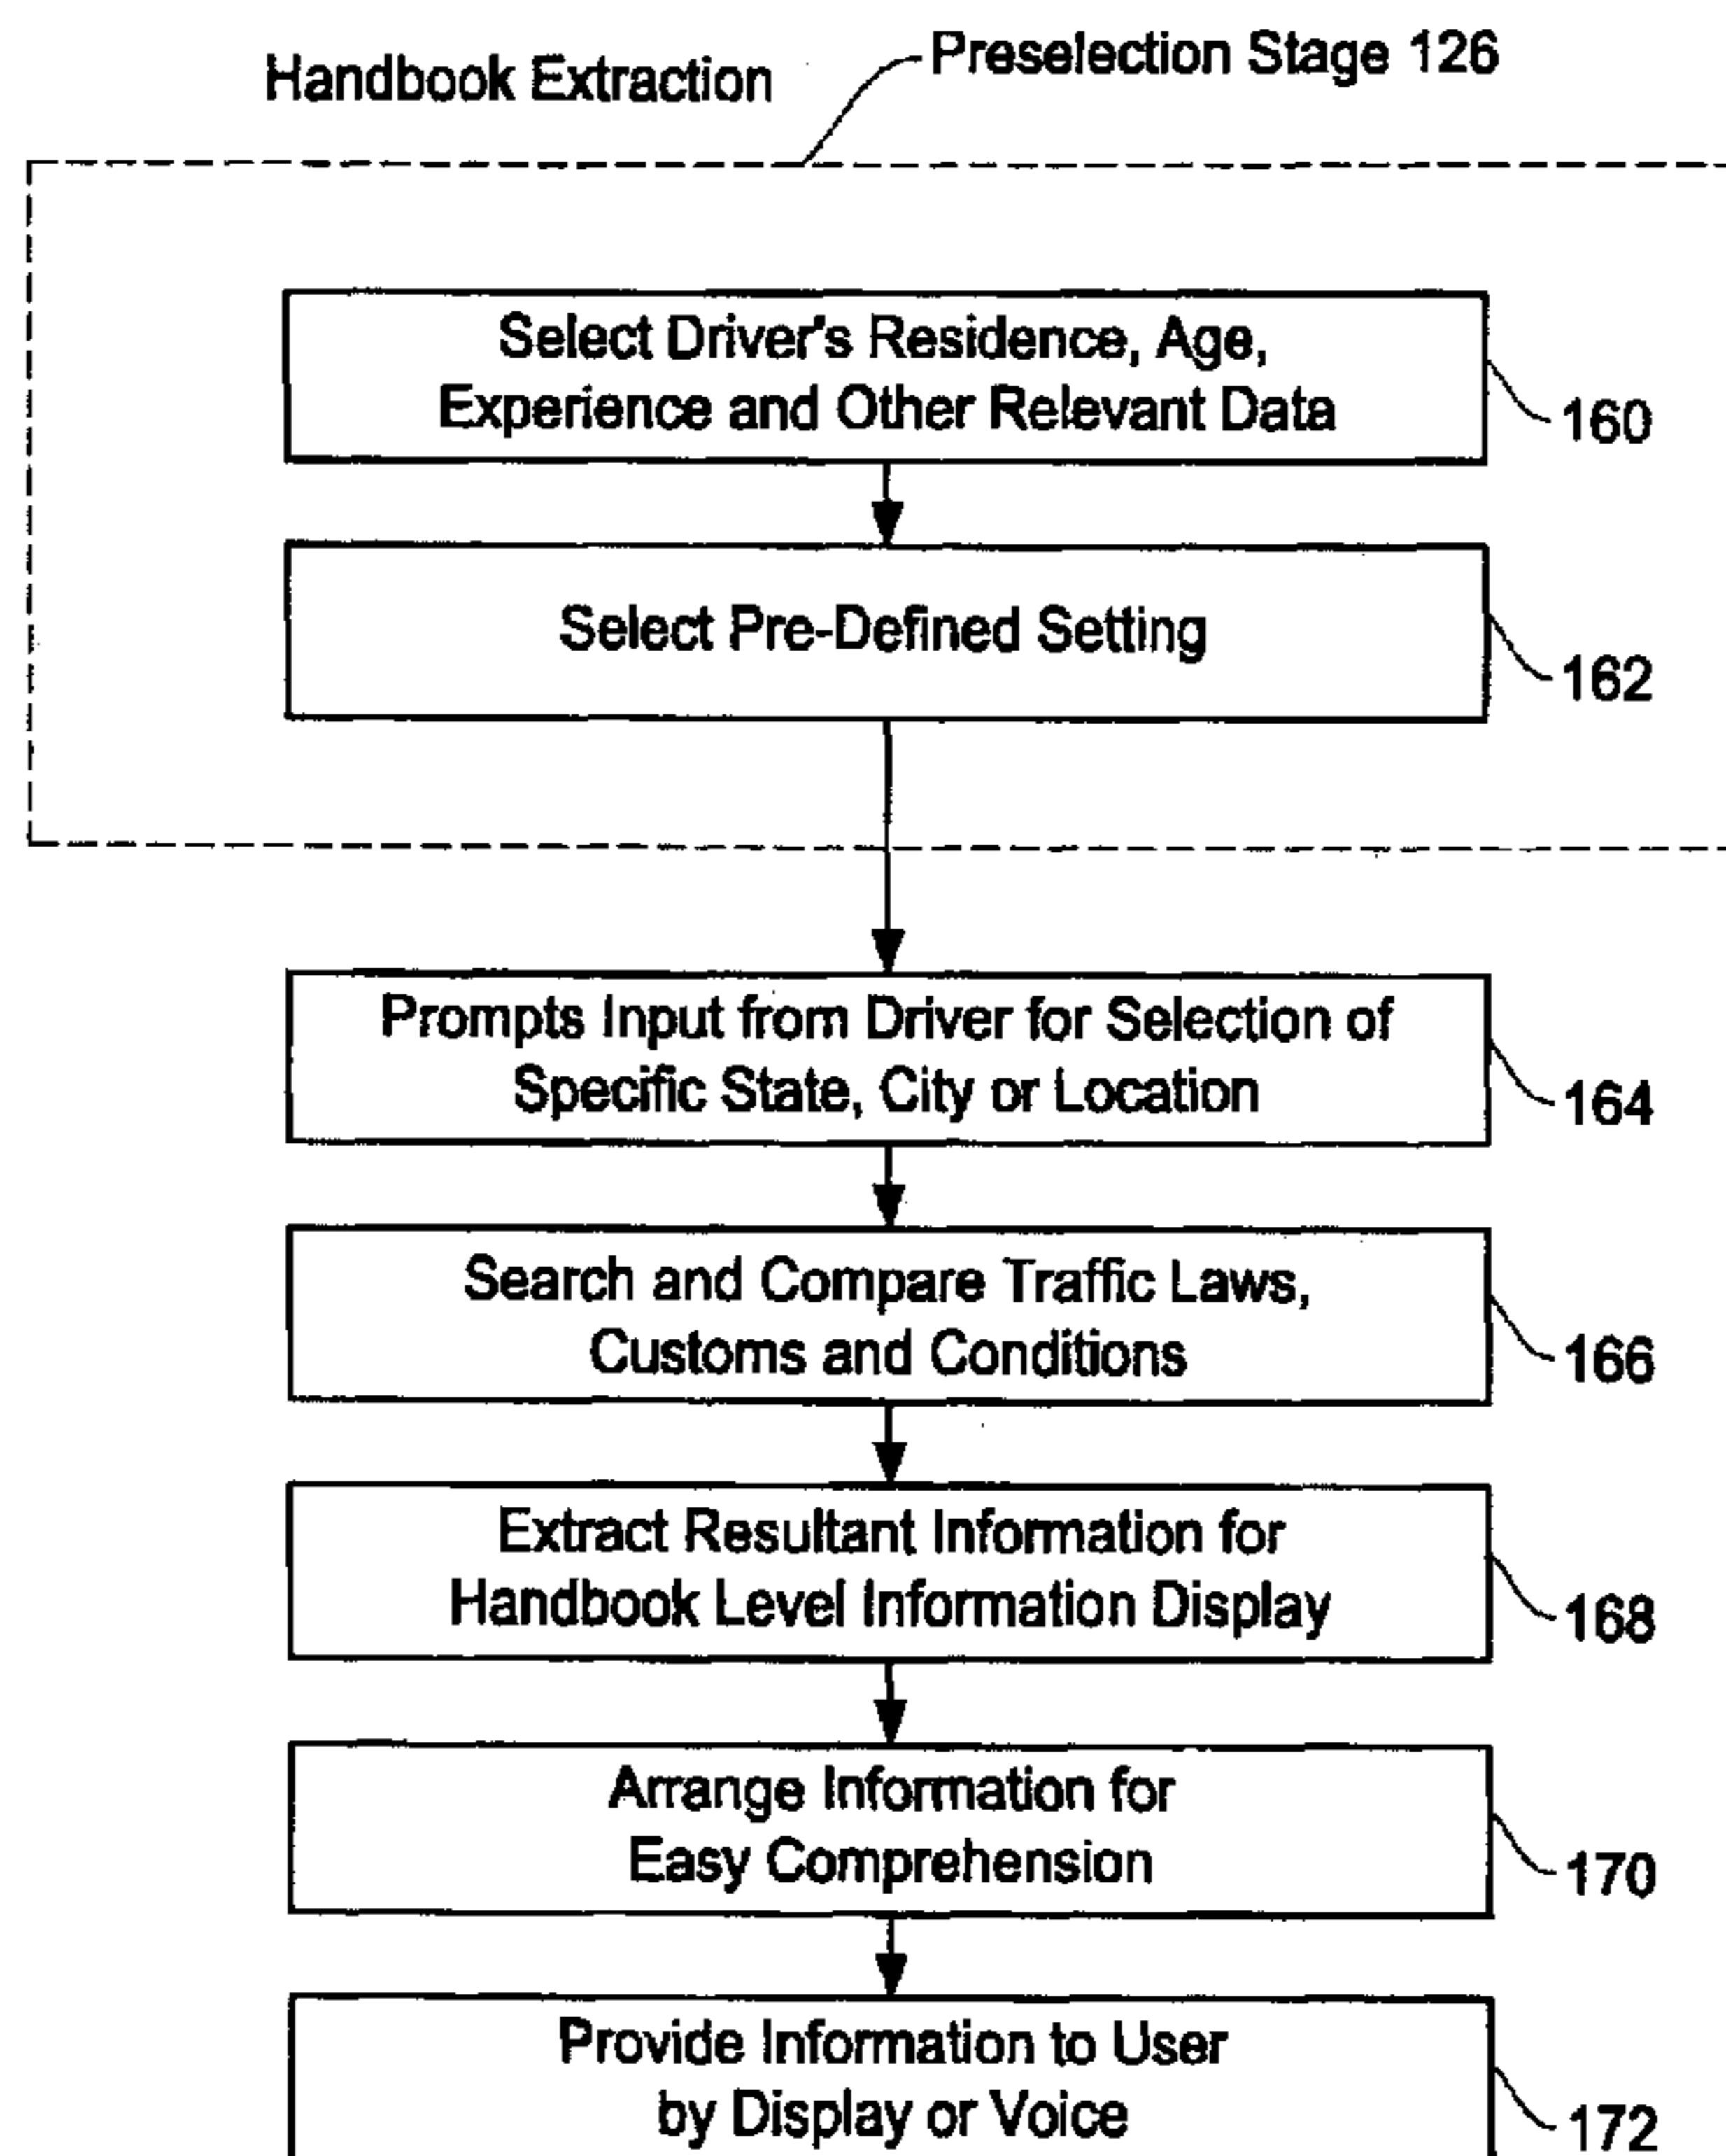 Handbook Extraction
Preselection Stage 126
Select Driver's Residence, Age,
Experience and Other Relevant Data
160
Select Pre-Defined Setting
162
Prompts Input from Driver for Selection of
Specific State, City or Location
164
Search and Compare Traffic Laws,
Customs and Conditions
166
Extract Resultant Information for
Handbook Level Information Display
168
Arrange Information for
Easy Comprehension
170
Provide Information to User
by Display or Voice
172